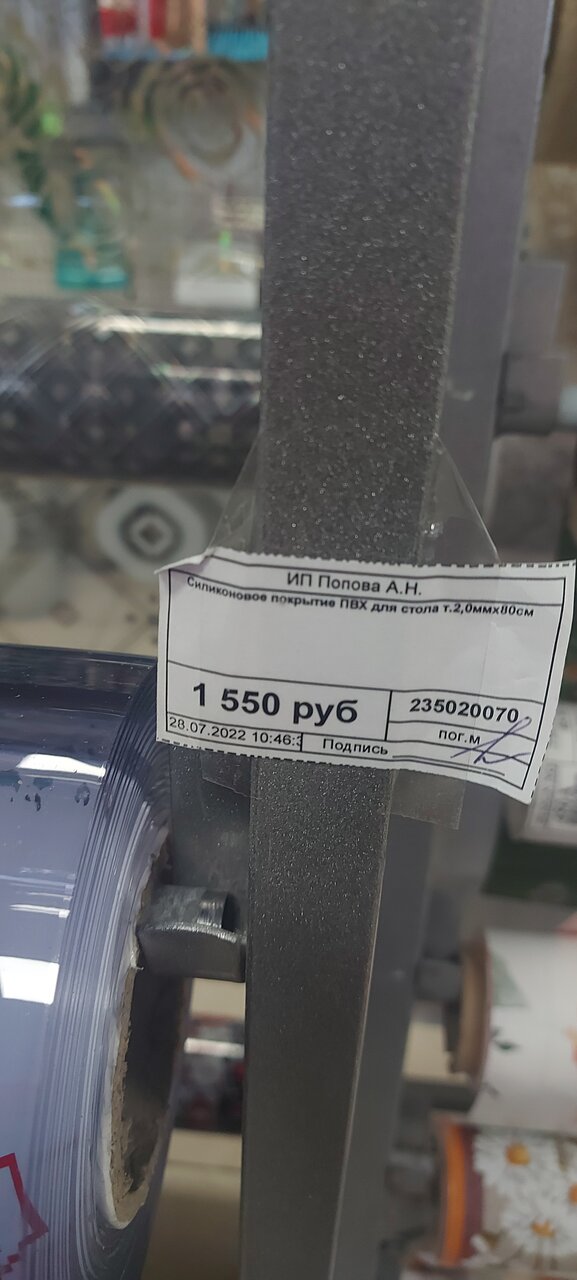 ИП Попова А.Н.
Силиконовое покрытие ПВХ для стола т.2,0ммх80см
1 550 руб
235020070
пог.м
28.07.2022 10:46:
Подпись